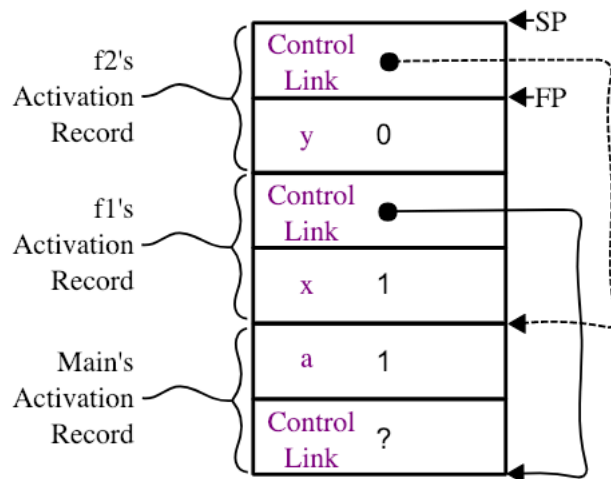 SP
f2's
Activation
Record
Control
Link
FP
y 0
f1's
Activation
Record
Control
Link
x 1
Main's
Activation
Record
a 1
Control
Link
?